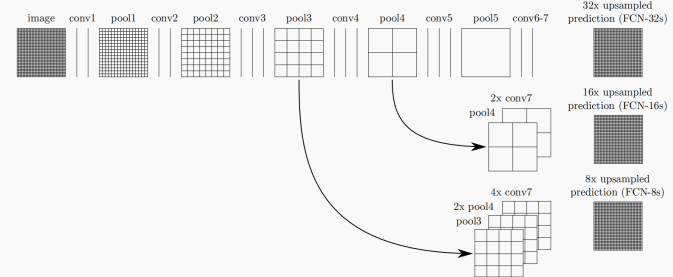 32x upsampled
image conv1 pool1 conv2 pool2 conv3 pool3 conv4 pool4 conv5 pool5 conv6-7 prediction (FCN-32s)
2x conv7 16x upsampled
pool4 prediction (FCN-16s)
4x conv7 8x upsampled
2x pool4 prediction (FCN-8s)
pool3